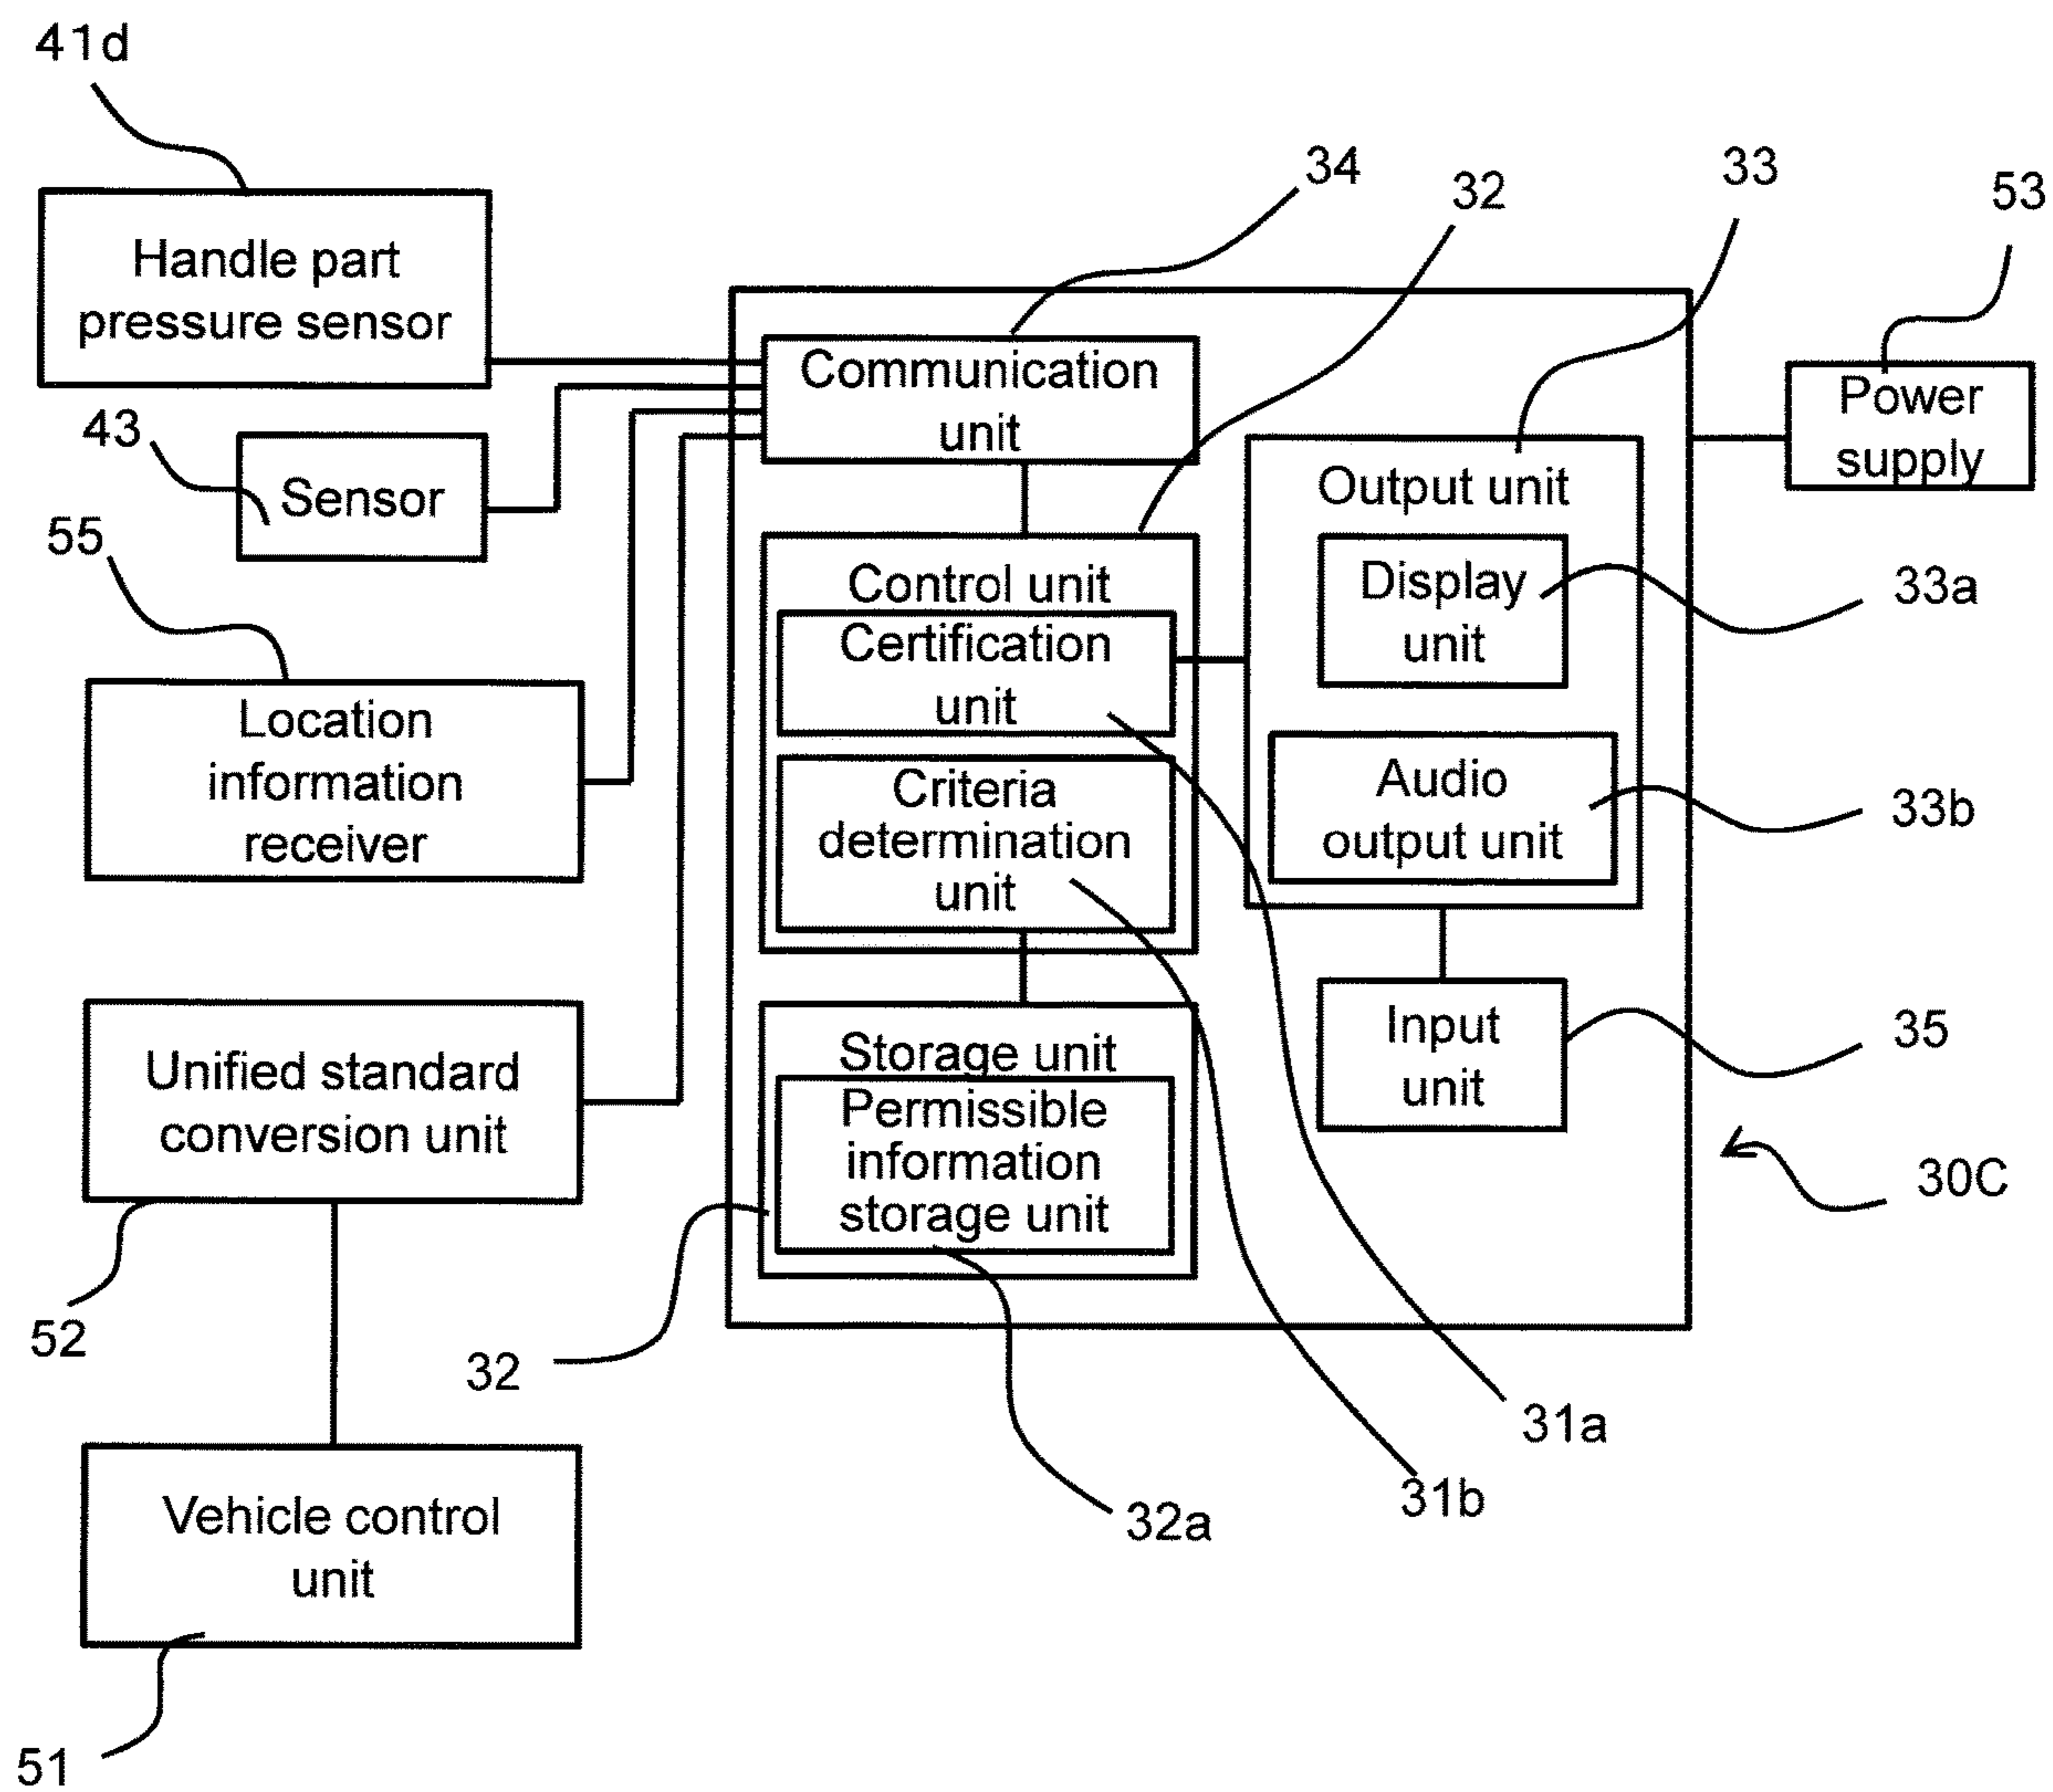 41d
Handle part
pressure sensor
43
Sensor
55
Location
information
receiver
Unified standard
conversion unit
52
Vehicle control
unit
51
34
32
33
53
Communication
unit
Control unit
Certification
unit
Criteria
determination
unit
Storage unit
Permissible
information
storage unit
32
32a
31b
31a
Output unit
Display
unit
33a
Audio
output unit
33b
Input
unit
35
30C
Power
supply